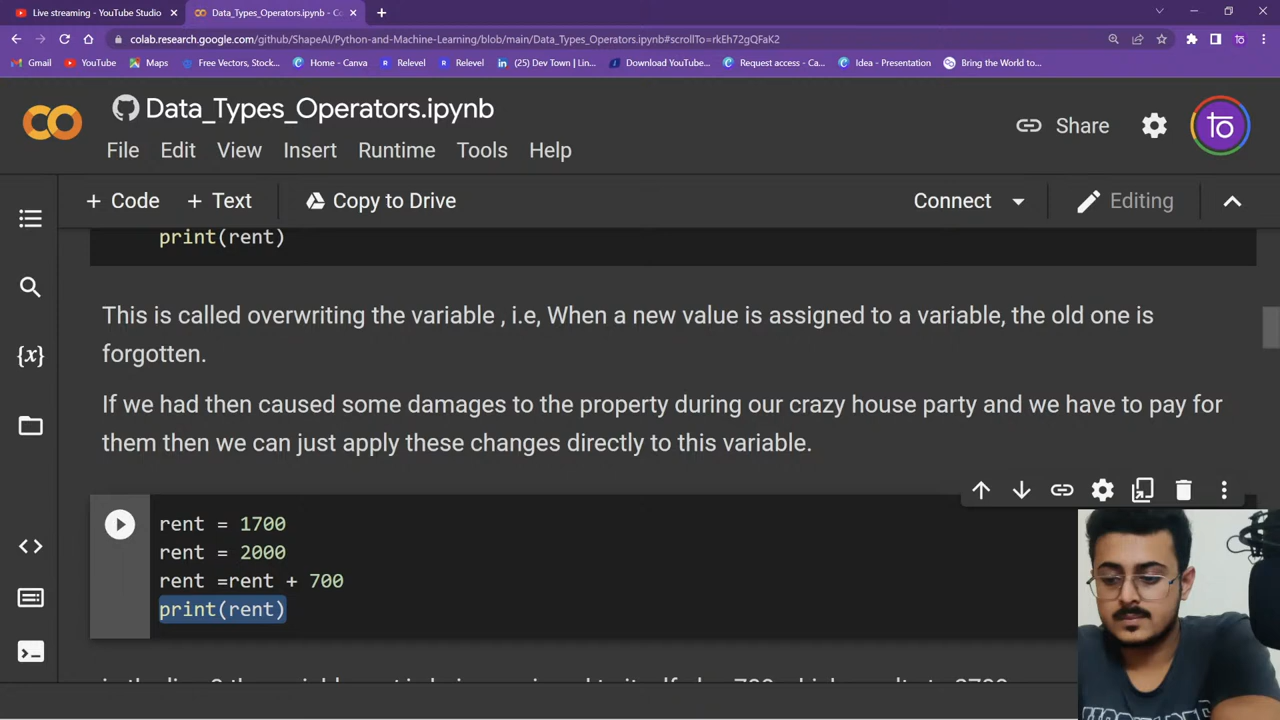 Live streaming - YouTube Studio
Data_Types_Operators.ipynb - Co
colab.research.google.com/github/ShapeAI/Python-and-Machine-Learning/blob/main/Data_Types_Operators.ipynb#scrollTo=rkEh72gQFaK2
Gmail YouTube Maps Free Vectors, Stock... Home - Canva Relevel Relevel (25) Dev Town | Lin... Download YouTube... Request access - Ca... Idea - Presentation Bring the World to...
Data_Types_Operators.ipynb
Share
File Edit View Insert Runtime Tools Help
+ Code + Text Copy to Drive Connect Editing
print(rent)
This is called overwriting the variable , i.e, When a new value is assigned to a variable, the old one is
forgotten.
If we had then caused some damages to the property during our crazy house party and we have to pay for
them then we can just apply these changes directly to this variable.
rent = 1700
rent = 2000
rent =rent + 700
print(rent)